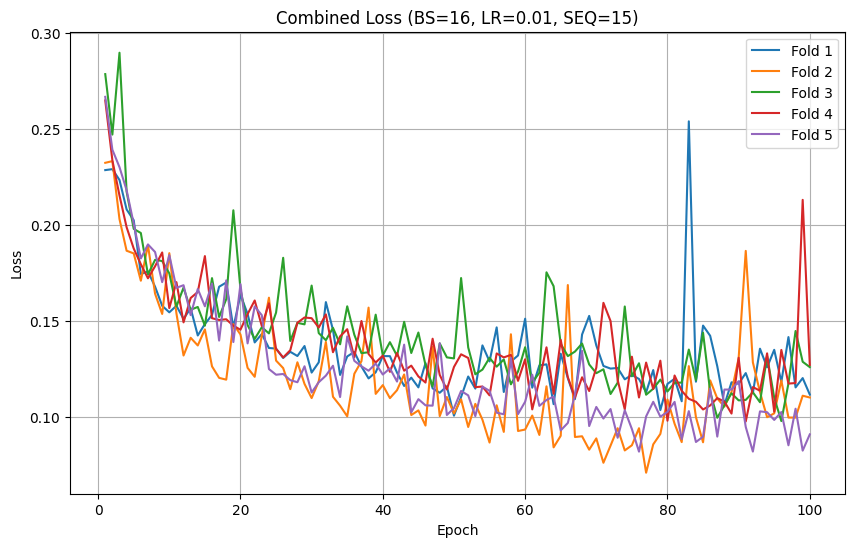 Combined Loss (BS=16, LR=0.01, SEQ=15)
0.30
0.25
0.20
0.15
0.10
Loss
0
20
40
60
80
100
Epoch
Fold 1
Fold 2
Fold 3
Fold 4
Fold 5